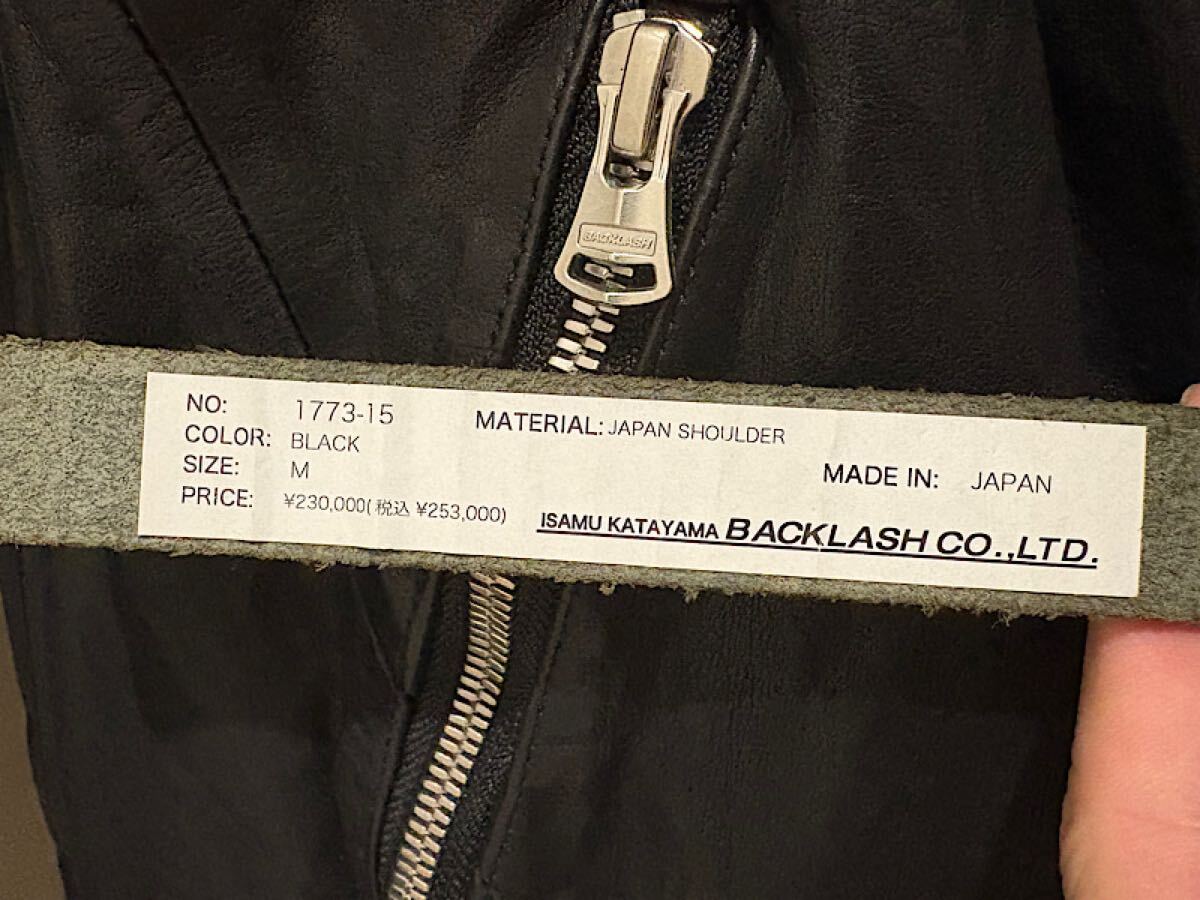 BACKLASH
NO: 1773-15
COLOR: BLACK
SIZE: M
PRICE: ¥230,000(税込 ¥253,000)
MATERIAL: JAPAN SHOULDER
MADE IN: JAPAN
ISAMU KATAYAMA BACKLASH CO.,LTD.